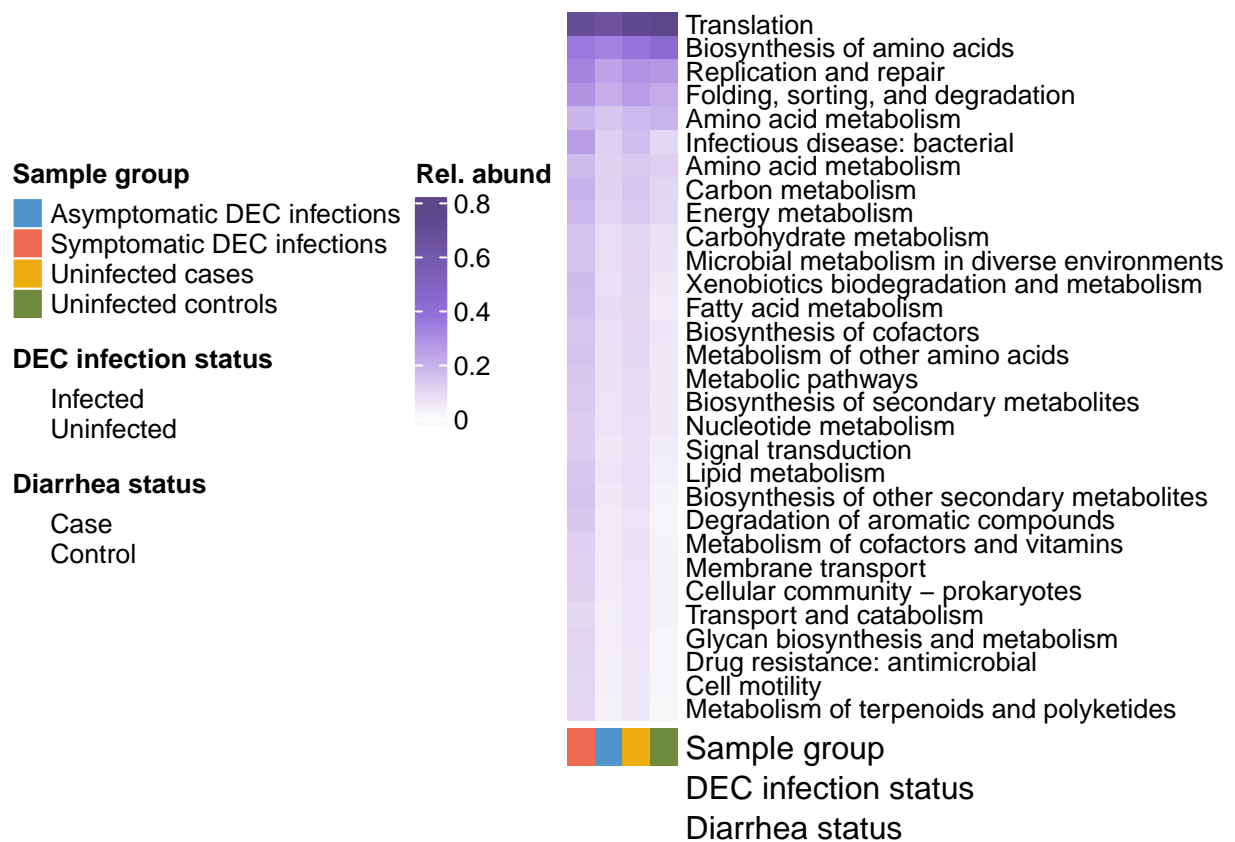 Sample group
Asymptomatic DEC infections
Symptomatic DEC infections
Uninfected cases
Uninfected controls
DEC infection status
Infected
Uninfected
Diarrhea status
Case
Control
Rel. abund
0.8
0.6
0.4
0.2
0
Translation
Biosynthesis of amino acids
Replication and repair
Folding, sorting, and degradation
Amino acid metabolism
Infectious disease: bacterial
Amino acid metabolism
Carbon metabolism
Energy metabolism
Carbohydrate metabolism
Microbial metabolism in diverse environments
Xenobiotics biodegradation and metabolism
Fatty acid metabolism
Biosynthesis of cofactors
Metabolism of other amino acids
Metabolic pathways
Biosynthesis of secondary metabolites
Nucleotide metabolism
Signal transduction
Lipid metabolism
Biosynthesis of other secondary metabolites
Degradation of aromatic compounds
Metabolism of cofactors and vitamins
Membrane transport
Cellular community – prokaryotes
Transport and catabolism
Glycan biosynthesis and metabolism
Drug resistance: antimicrobial
Cell motility
Metabolism of terpenoids and polyketides
Sample group
DEC infection status
Diarrhea status